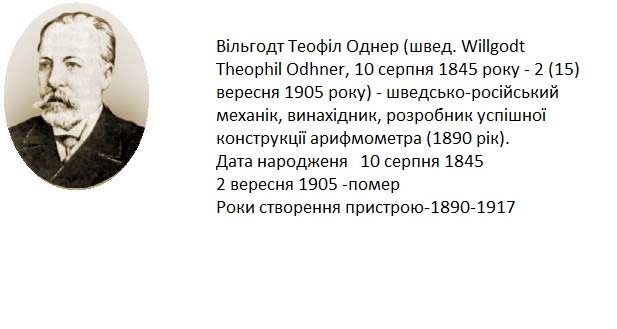 Вільгодт Теофіл Однер (швед. Willgodt
Theophil Odhner, 10 серпня 1845 року - 2 (15)
вересня 1905 року) - шведсько-російський
механік, винахідник, розробник успішної
конструкції арифмометра (1890 рік).
Дата народженя   10 серпня 1845
2 вересня 1905 -помер
Роки створення пристрою-1890-1917